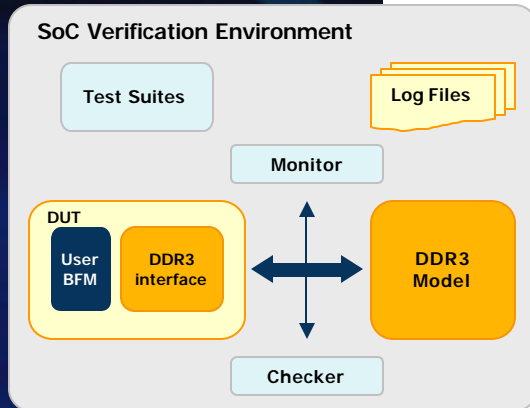 SoC Verification Environment
Test Suites
Log Files
Monitor
DUT
User
BFM
DDR3
interface
DDR3
Model
Checker